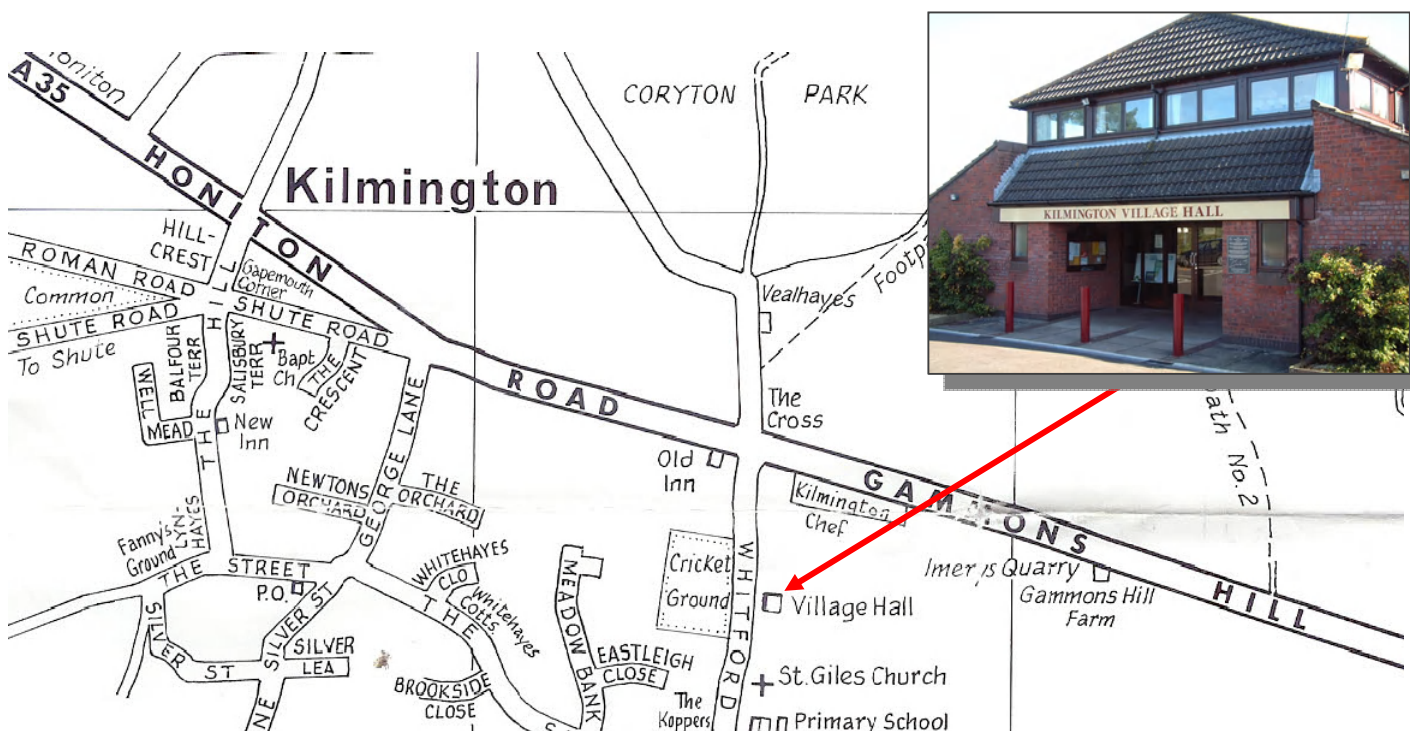 Honiton
A35
HONITON
ROAD
GAMMONS
HILL
Kilmington
CORYTON PARK
KILMINGTON VILLAGE HALL
HILL-
CREST
ROMAN ROAD
Common
SHUTE ROAD
To Shute
Gapemouth
Corner
SHUTE ROAD
BALFOUR
TERR
THE HILL
SALISBURY
TERR
Bapt
Ch
THE
CRESCENT
WELL
MEAD
New
Inn
GEORGE LANE
NEWTONS
ORCHARD
THE
ORCHARD
Vealhayes
Footp
The
Cross
Old
Inn
Kilmington
Chef
Path No. 2
Fanny's
Ground
LYN-
HAYES
THE STREET
P.O.
SILVER ST
SILVER ST
SILVER
LEA
WHITEHAYES
CLO
Whitehayes
Cotts.
THE
MEADOW BANK
BROOKSIDE
CLOSE
EASTLEIGH
CLOSE
Cricket
Ground
WHITFORD
Village Hall
Imerys Quarry
Gammons Hill
Farm
St. Giles Church
The
Koppers
Primary School
NE
S